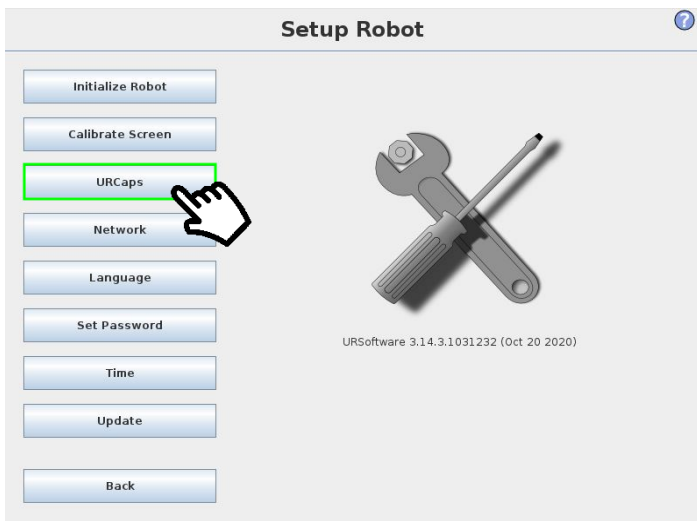 Setup Robot
?
Initialize Robot
Calibrate Screen
URCaps
Network
Language
Set Password
Time
Update
Back
URSoftware 3.14.3.1031232 (Oct 20 2020)